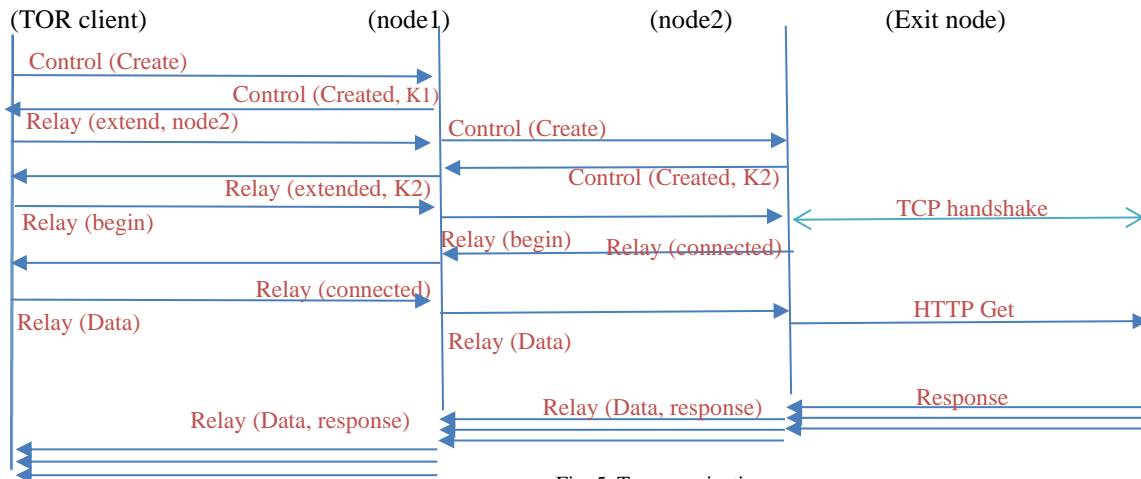 (TOR client) (node1) (node2) (Exit node)
Control (Create)
Control (Created, K1)
Relay (extend, node2)
Control (Create)
Control (Created, K2)
Relay (extended, K2)
TCP handshake
Relay (begin)
Relay (begin)
Relay (connected)
Relay (connected)
HTTP Get
Relay (Data)
Relay (Data)
Response
Relay (Data, response)
Relay (Data, response)